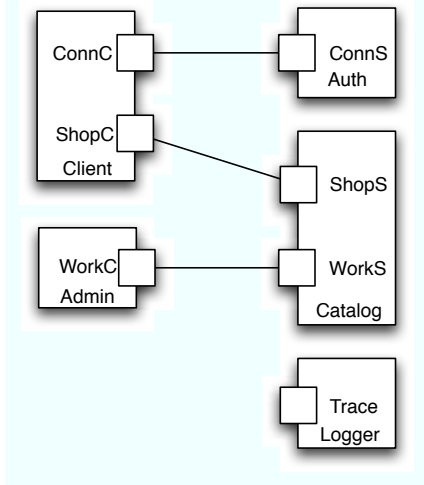 ConnC
ShopC
Client
WorkC
Admin
ConnS
Auth
ShopS
WorkS
Catalog
Trace
Logger